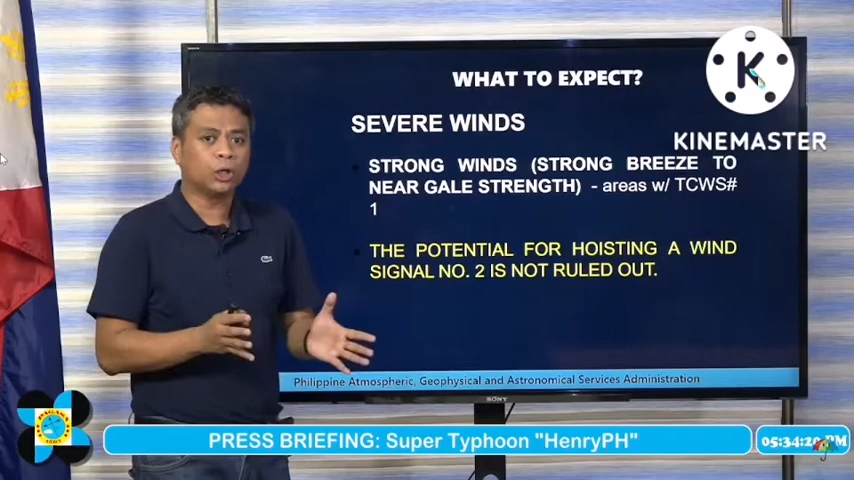 WHAT TO EXPECT?
SEVERE WINDS
STRONG WINDS (STRONG BREEZE TO
NEAR GALE STRENGTH) - areas w/ TCWS#
1
THE POTENTIAL FOR HOISTING A WIND
SIGNAL NO. 2 IS NOT RULED OUT.
K
KINEMASTER
Philippine Atmospheric, Geophysical and Astronomical Services Administration
SONY
PRESS BRIEFING: Super Typhoon "HenryPH"
05:34:20 PM